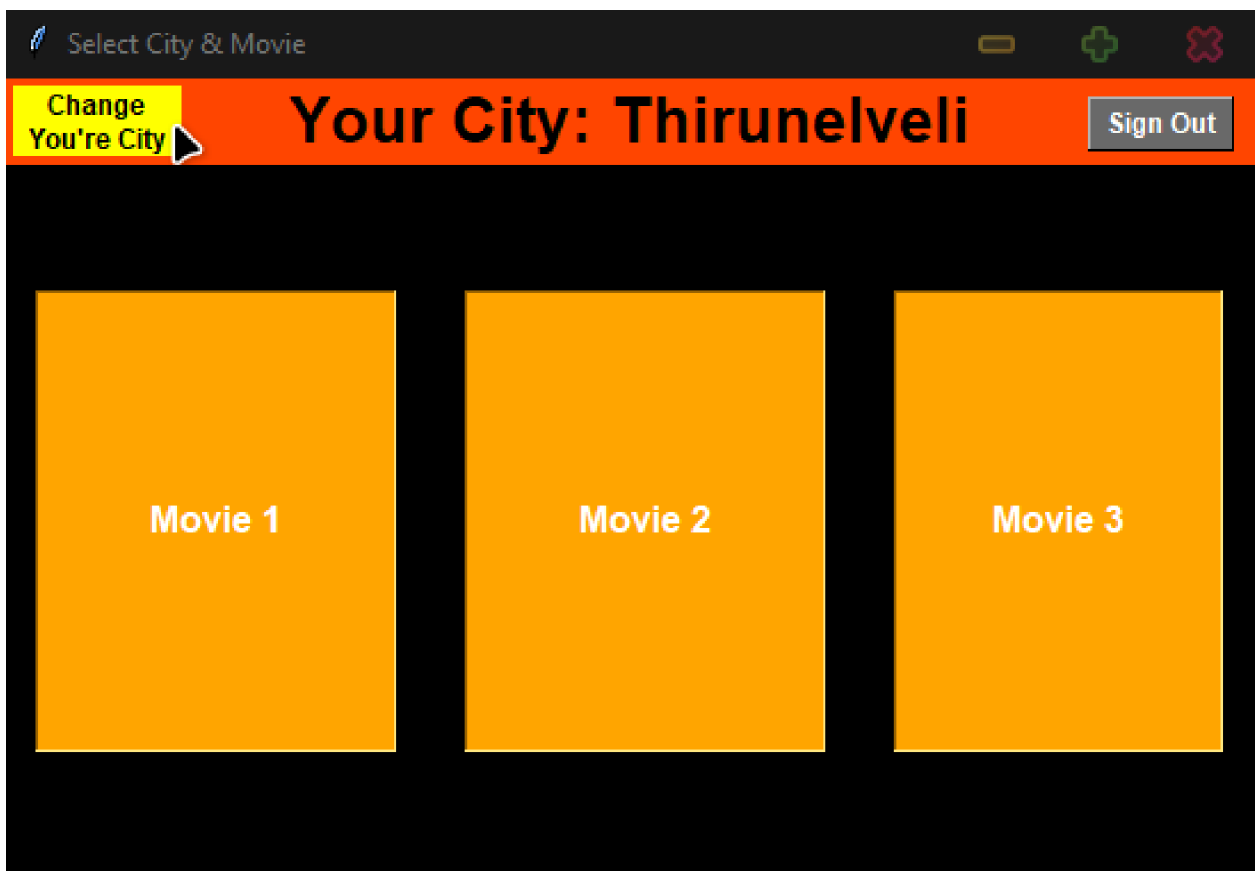 Select City & Movie
Change
You're City
Your City: Thirunelveli
Sign Out
Movie 1
Movie 2
Movie 3